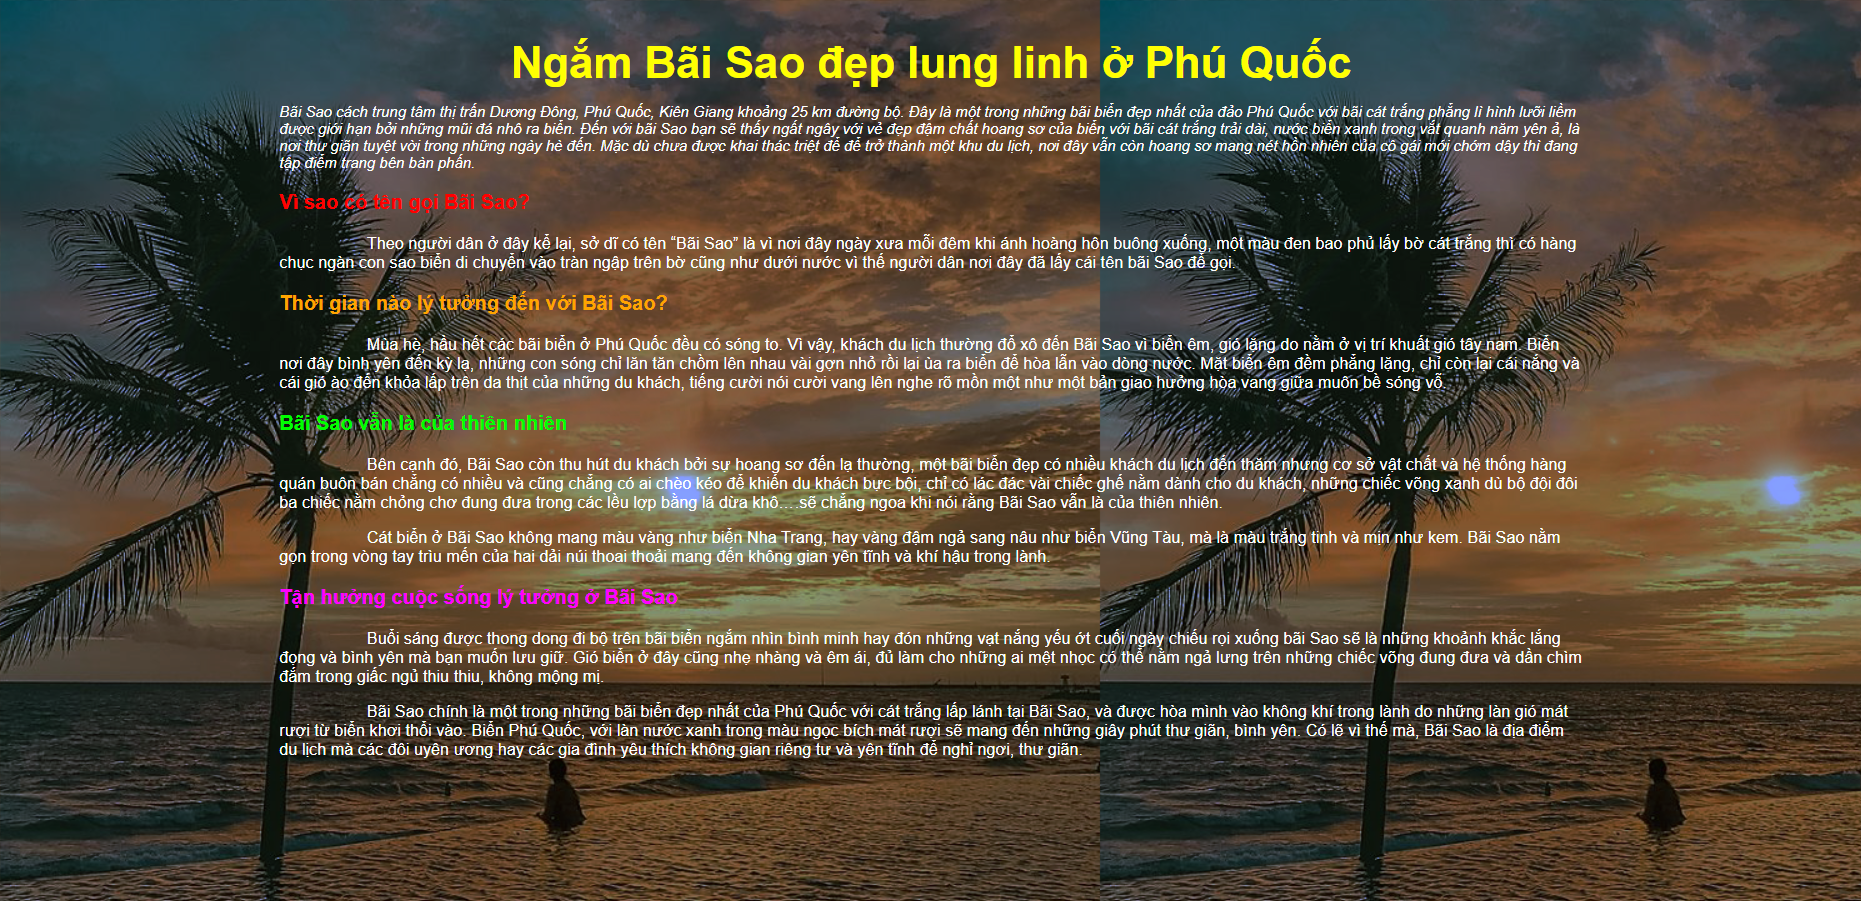 Ngắm Bãi Sao đẹp lung linh ở Phú Quốc
Bãi Sao cách trung tâm thị trấn Dương Đông, Phú Quốc, Kiên Giang khoảng 25 km đường bộ. Đây là một trong những bãi biển đẹp nhất của đảo Phú Quốc với bãi cát trắng phẳng lì hình lưỡi liềm
được giới hạn bởi những mũi đá nhô ra biển. Đến với bãi Sao bạn sẽ thấy ngất ngây với vẻ đẹp đậm chất hoang sơ của biển với bãi cát trắng trải dài, nước biển xanh trong vắt quanh năm yên ả, là
nơi thư giãn tuyệt vời trong những ngày hè đến. Mặc dù chưa được khai thác triệt để để trở thành một khu du lịch, nơi đây vẫn còn hoang sơ mang nét hồn nhiên của cô gái mới chớm dậy thì đang
tập điểm trang bên bàn phấn.
Vì sao có tên gọi Bãi Sao?
Theo người dân ở đây kể lại, sở dĩ có tên “Bãi Sao” là vì nơi đây ngày xưa mỗi đêm khi ánh hoàng hôn buông xuống, một màu đen bao phủ lấy bờ cát trắng thì có hàng
chục ngàn con sao biển di chuyển vào tràn ngập trên bờ cũng như dưới nước vì thế người dân nơi đây đã lấy cái tên bãi Sao để gọi.
Thời gian nào lý tưởng đến với Bãi Sao?
Mùa hè, hầu hết các bãi biển ở Phú Quốc đều có sóng to. Vì vậy, khách du lịch thường đổ xô đến Bãi Sao vì biển êm, gió lặng do nằm ở vị trí khuất gió tây nam. Biển
nơi đây bình yên đến kỳ lạ, những con sóng chỉ lăn tăn chồm lên nhau vài gợn nhỏ rồi lại ùa ra biển để hòa lẫn vào dòng nước. Mặt biển êm đềm phẳng lặng, chỉ còn lại cái nắng và
cái gió ào đến khỏa lấp trên da thịt của những du khách, tiếng cười nói cười vang lên nghe rõ mồn một như một bản giao hưởng hòa vang giữa muôn bề sóng vỗ.
Bãi Sao vẫn là của thiên nhiên
Bên cạnh đó, Bãi Sao còn thu hút du khách bởi sự hoang sơ đến lạ thường, một bãi biển đẹp có nhiều khách du lịch đến thăm nhưng cơ sở vật chất và hệ thống hàng
quán buôn bán chẳng có nhiều và cũng chẳng có ai chèo kéo để khiến du khách bực bội, chỉ có lác đác vài chiếc ghế nằm dành cho du khách, những chiếc võng xanh dù bộ đội đôi
ba chiếc nằm chỏng chơ đung đưa trong các lều lợp bằng lá dừa khô….sẽ chẳng ngoa khi nói rằng Bãi Sao vẫn là của thiên nhiên.
Cát biển ở Bãi Sao không mang màu vàng như biển Nha Trang, hay vàng đậm ngả sang nâu như biển Vũng Tàu, mà là màu trắng tinh và mịn như kem. Bãi Sao nằm
gọn trong vòng tay trìu mến của hai dải núi thoai thoải mang đến không gian yên tĩnh và khí hậu trong lành.
Tận hưởng cuộc sống lý tưởng ở Bãi Sao
Buổi sáng được thong dong đi bộ trên bãi biển ngắm nhìn bình minh hay đón những vạt nắng yếu ớt cuối ngày chiếu rọi xuống bãi Sao sẽ là những khoảnh khắc lắng
đọng và bình yên mà bạn muốn lưu giữ. Gió biển ở đây cũng nhẹ nhàng và êm ái, đủ làm cho những ai mệt nhọc có thể nằm ngả lưng trên những chiếc võng đung đưa và dần chìm
đắm trong giấc ngủ thiu thiu, không mộng mị.
Bãi Sao chính là một trong những bãi biển đẹp nhất của Phú Quốc với cát trắng lấp lánh tại Bãi Sao, và được hòa mình vào không khí trong lành do những làn gió mát
rượi từ biển khơi thổi vào. Biển Phú Quốc, với làn nước xanh trong màu ngọc bích mát rượi sẽ mang đến những giây phút thư giãn, bình yên. Có lẽ vì thế mà, Bãi Sao là địa điểm
du lịch mà các đôi uyên ương hay các gia đình yêu thích không gian riêng tư và yên tĩnh để nghỉ ngơi, thư giãn.